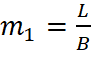 m₁ = L/B